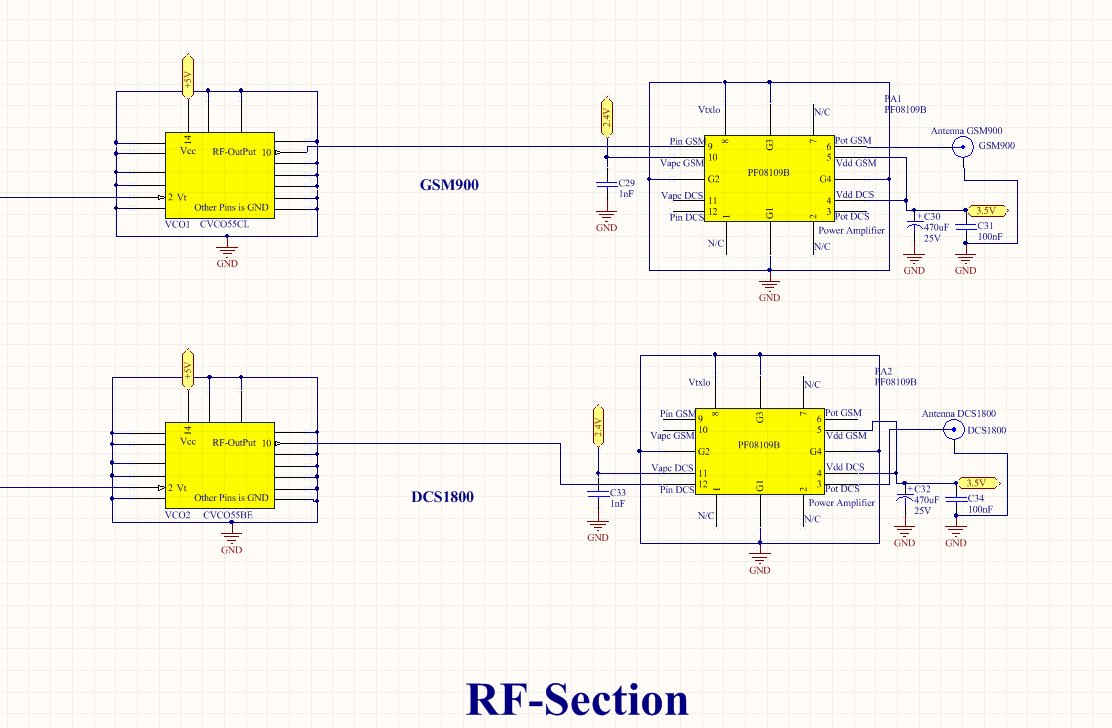 +5V
14
Vcc
RF-OutPut 10
2 Vt
Other Pins is GND
VCO1 CVCO55CL
GND
GSM900
2.4V
C29
1nF
GND
PA1
PF08109B
Vtxlo
N/C
8
G3
7
Pin GSM
9
10
Vapc GSM
G2
Vapc DCS
11
12
Pin DCS
PF08109B
Pot GSM
6
5
Vdd GSM
G4
Vdd DCS
4
3
Pot DCS
1
G1
2
Power Amplifier
N/C
N/C
GND
Antenna GSM900
GSM900
3.5V
+
C30
470uF
25V
C31
100nF
GND
GND
+5V
14
Vcc
RF-OutPut 10
2 Vt
Other Pins is GND
VCO2 CVCO55BE
GND
DCS1800
2.4V
C33
1nF
GND
PA2
PF08109B
Vtxlo
N/C
8
G3
7
Pin GSM
9
10
Vapc GSM
G2
Vapc DCS
11
12
Pin DCS
PF08109B
Pot GSM
6
5
Vdd GSM
G4
Vdd DCS
4
3
Pot DCS
1
G1
2
Power Amplifier
N/C
N/C
GND
Antenna DCS1800
DCS1800
3.5V
+
C32
470uF
25V
C34
100nF
GND
GND
RF-Section